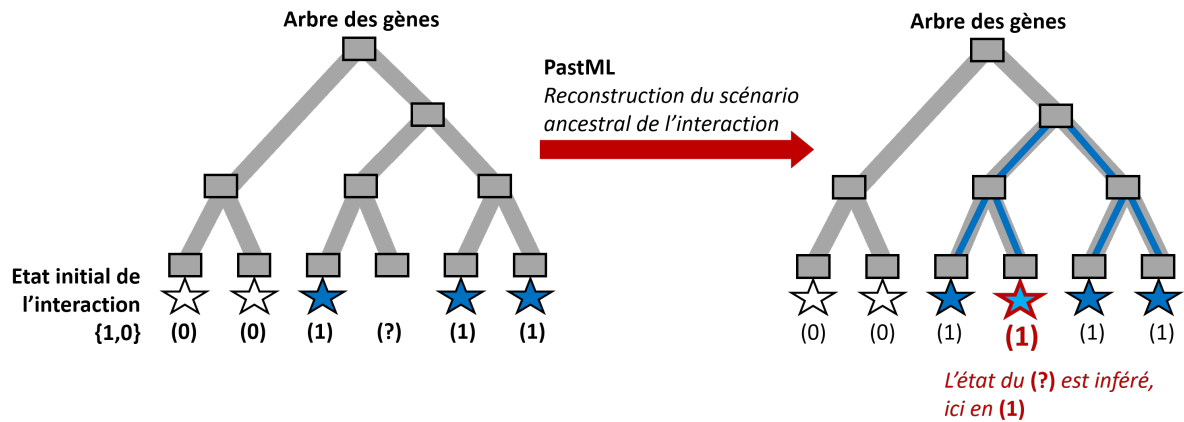 Arbre des gènes
PastML
Reconstruction du scénario
ancestral de l'interaction
Arbre des gènes
Etat initial de
l'interaction
{1,0}
(0) (0) (1) (?) (1) (1)
(0) (0) (1) (1) (1) (1)
L'état du (?) est inféré,
ici en (1)